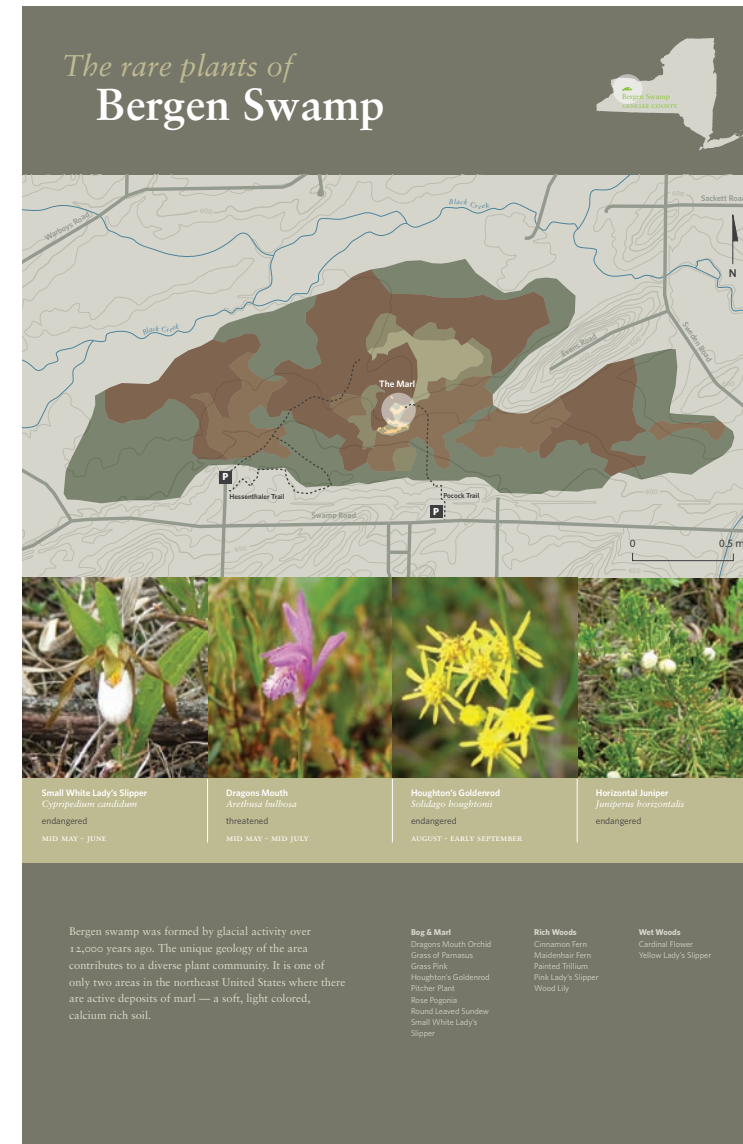 The rare plants of
Bergen Swamp
Bergen Swamp
GENESEE COUNTY
Warboys Road
600
Black Creek
600
Sackett Road
N
Black Creek
Evans Road
600
Sweden Road
The Marl
P
Hessenthaler Trail
Pocock Trail
P
Swamp Road
600
600
600
0
0.5 m
Small White Lady's Slipper
Cypripedium candidum
endangered
MID MAY - JUNE
Dragons Mouth
Arethusa bulbosa
threatened
MID MAY - MID JULY
Houghton's Goldenrod
Solidago houghtonii
endangered
AUGUST - EARLY SEPTEMBER
Horizontal Juniper
Juniperus horizontalis
endangered
Bergen swamp was formed by glacial activity over
12,000 years ago. The unique geology of the area
contributes to a diverse plant community. It is one of
only two areas in the northeast United States where there
are active deposits of marl — a soft, light colored,
calcium rich soil.
Bog & Marl
Dragons Mouth Orchid
Grass of Parnasus
Grass Pink
Houghton's Goldenrod
Pitcher Plant
Rose Pogonia
Round Leaved Sundew
Small White Lady's
Slipper
Rich Woods
Cinnamon Fern
Maidenhair Fern
Painted Trillium
Pink Lady's Slipper
Wood Lily
Wet Woods
Cardinal Flower
Yellow Lady's Slipper